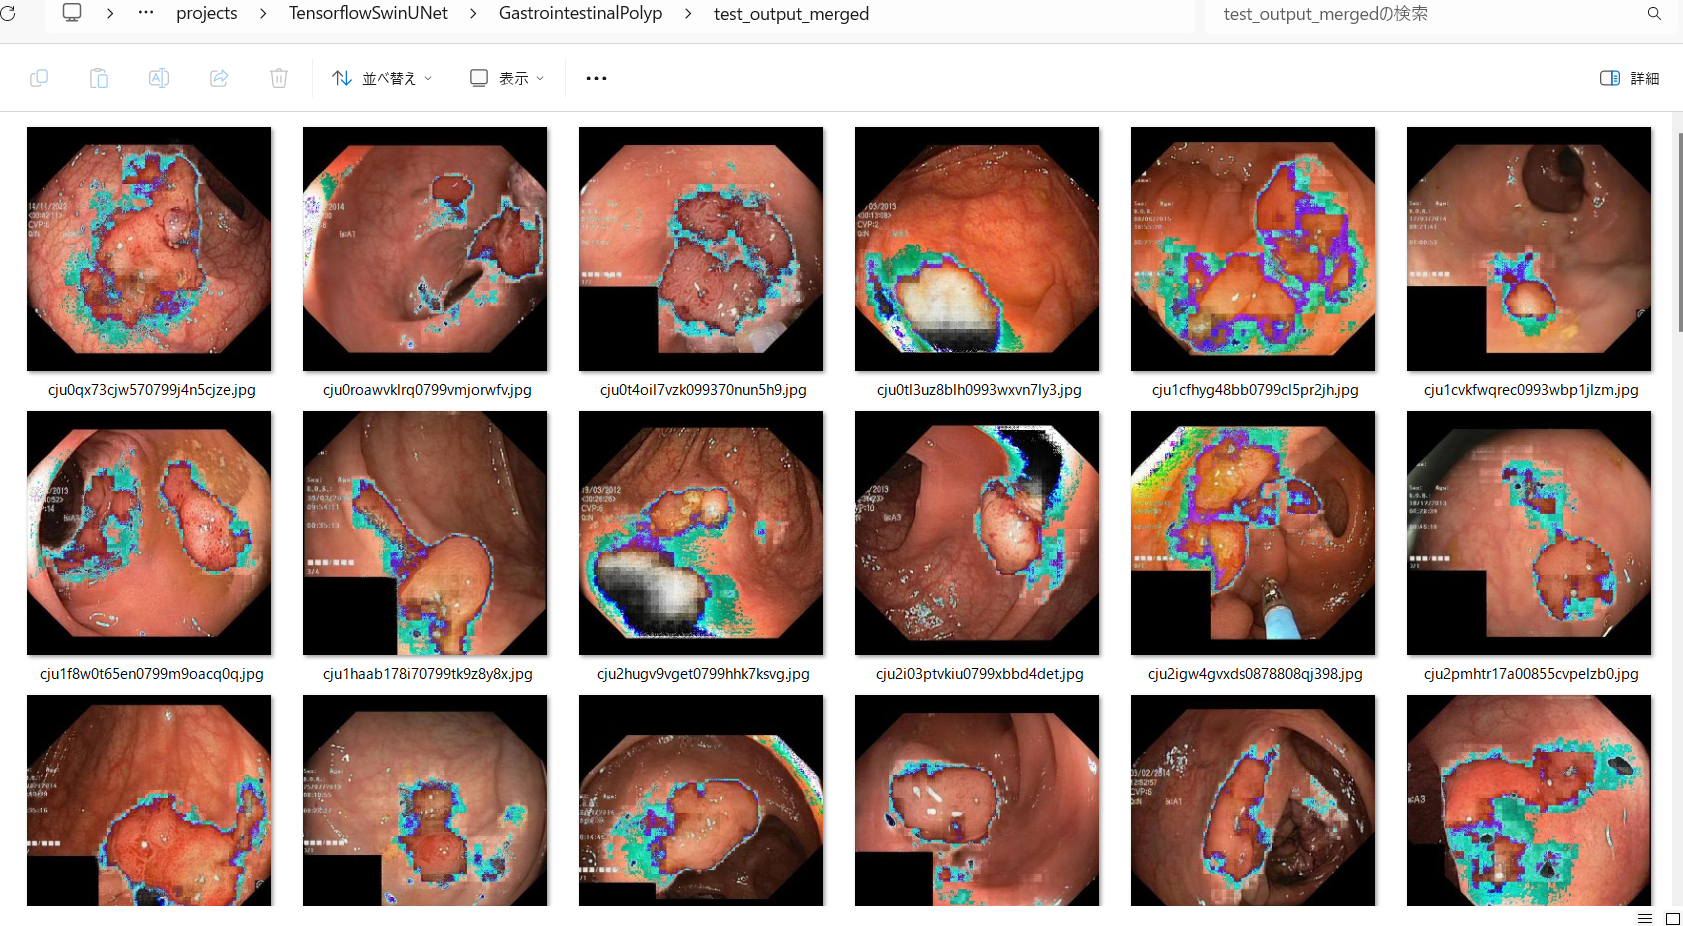 projects > TensorflowSwinUNet > GastrointestinalPolyp > test_output_merged
test_output_mergedの検索
並べ替え
表示
詳細
cju0qx73cjw570799j4n5cjze.jpg
cju0roawvklrq0799vmjorwfv.jpg
cju0t4oil7vzk099370nun5h9.jpg
cju0tl3uz8blh0993wxvn7ly3.jpg
cju1cfhyg48bb0799cl5pr2jh.jpg
cju1cvkfwqrec0993wbp1jlzm.jpg
cju1f8w0t65en0799m9oacq0q.jpg
cju1haab178i70799tk9z8y8x.jpg
cju2hugv9vget0799hhk7ksvg.jpg
cju2i03ptvkiu0799xbbd4det.jpg
cju2igw4gvxds0878808qj398.jpg
cju2pmhtr17a00855cvpelzb0.jpg